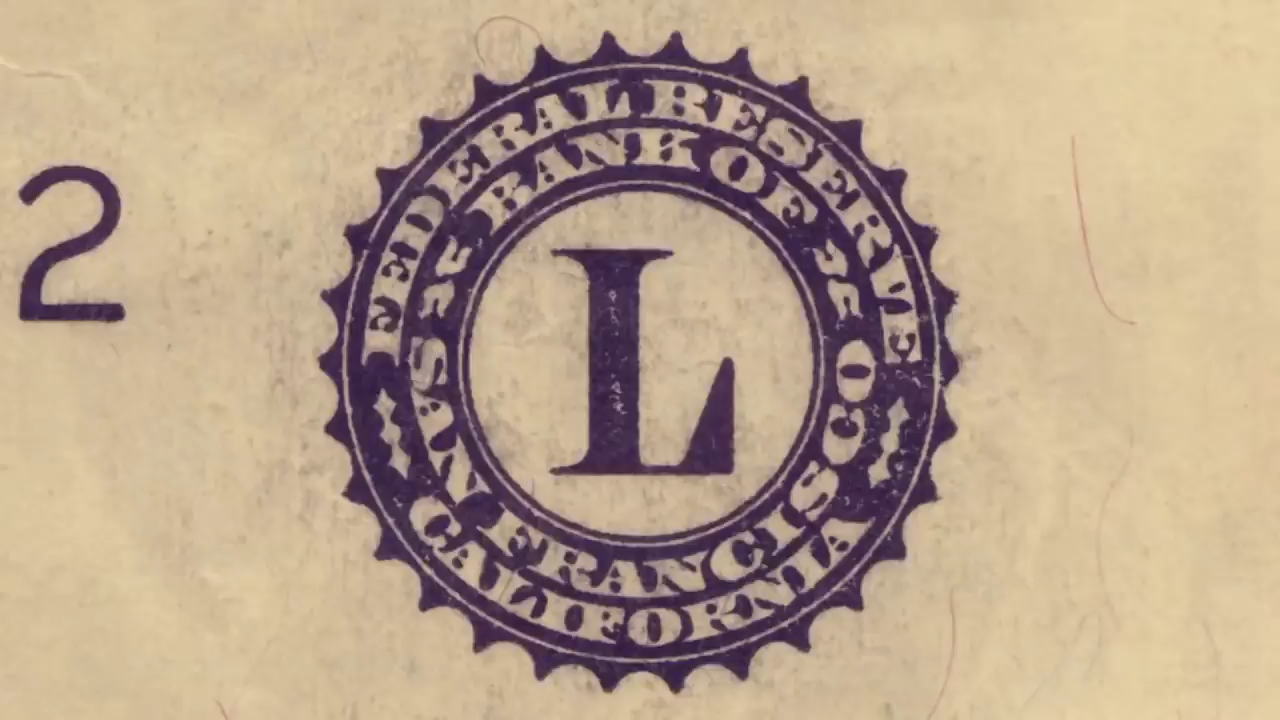 2
FEDERAL RESERVE
BANK OF
L
SAN FRANCISCO
CALIFORNIA